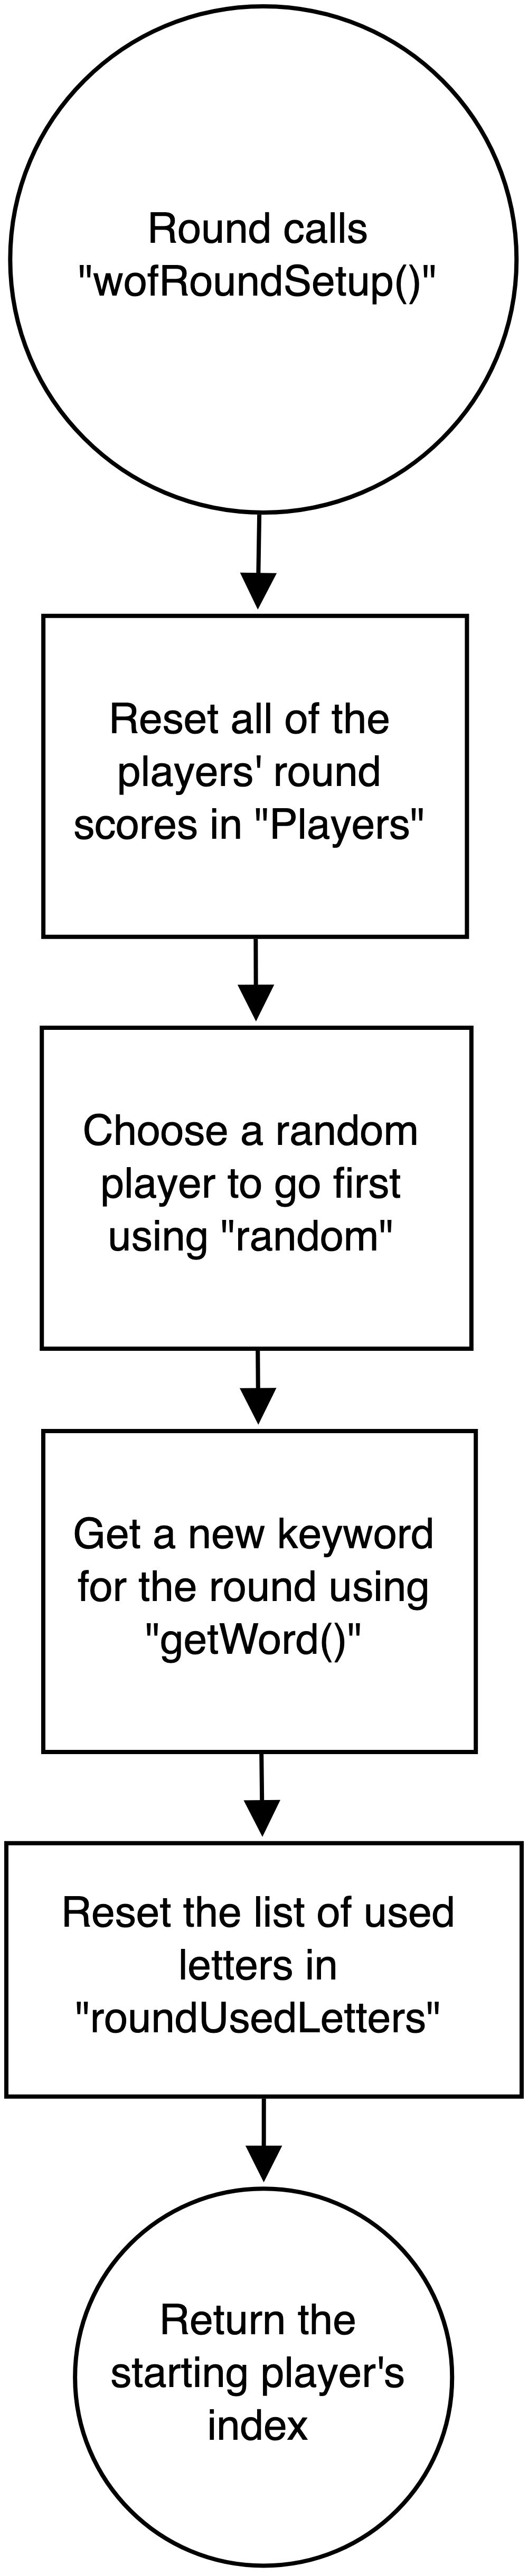 Round calls
"wofRoundSetup()"
Reset all of the
players' round
scores in "Players"
Choose a random
player to go first
using "random"
Get a new keyword
for the round using
"getWord()"
Reset the list of used
letters in
"roundUsedLetters"
Return the
starting player's
index